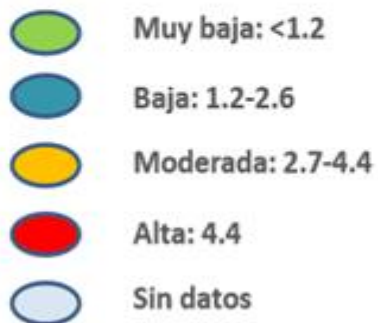 Muy baja: <1.2
Baja: 1.2-2.6
Moderada: 2.7-4.4
Alta: 4.4
Sin datos